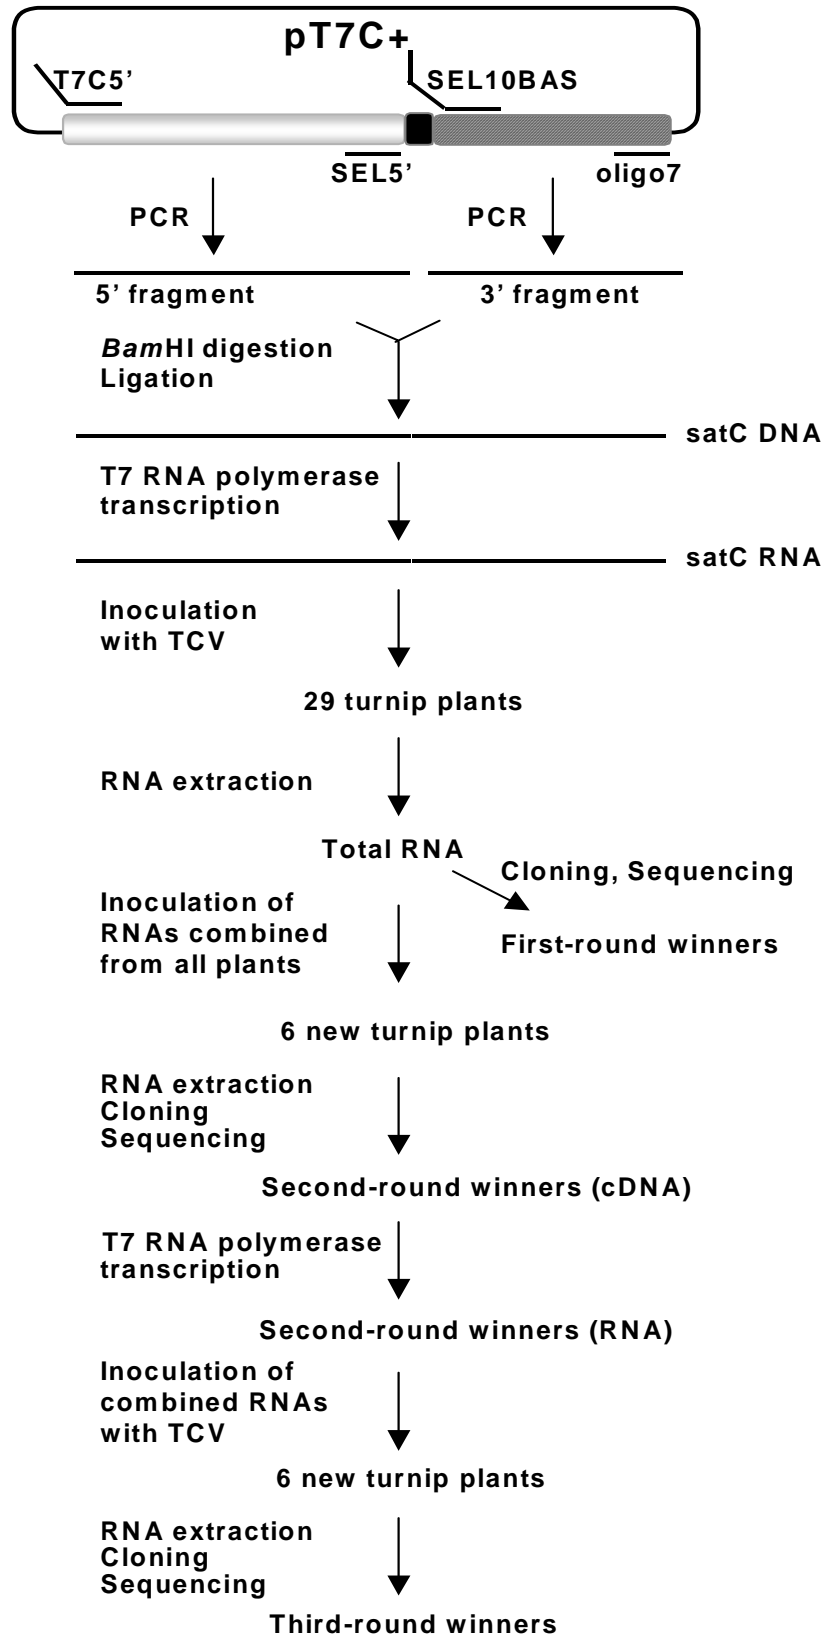 pT7C+
T7C5’
SEL10BAS
SEL5’
oligo7
PCR
PCR
5’ fragment
3’ fragment
BamHI digestion
Ligation
satC DNA
T7 RNA polymerase
transcription
satC RNA
Inoculation
with TCV
29 turnip plants
RNA extraction
Total RNA
Cloning, Sequencing
Inoculation of
RNAs combined
from all plants
First-round winners
6 new turnip plants
RNA extraction
Cloning
Sequencing
Second-round winners (cDNA)
T7 RNA polymerase
transcription
Second-round winners (RNA)
Inoculation of
combined RNAs
with TCV
6 new turnip plants
RNA extraction
Cloning
Sequencing
Third-round winners